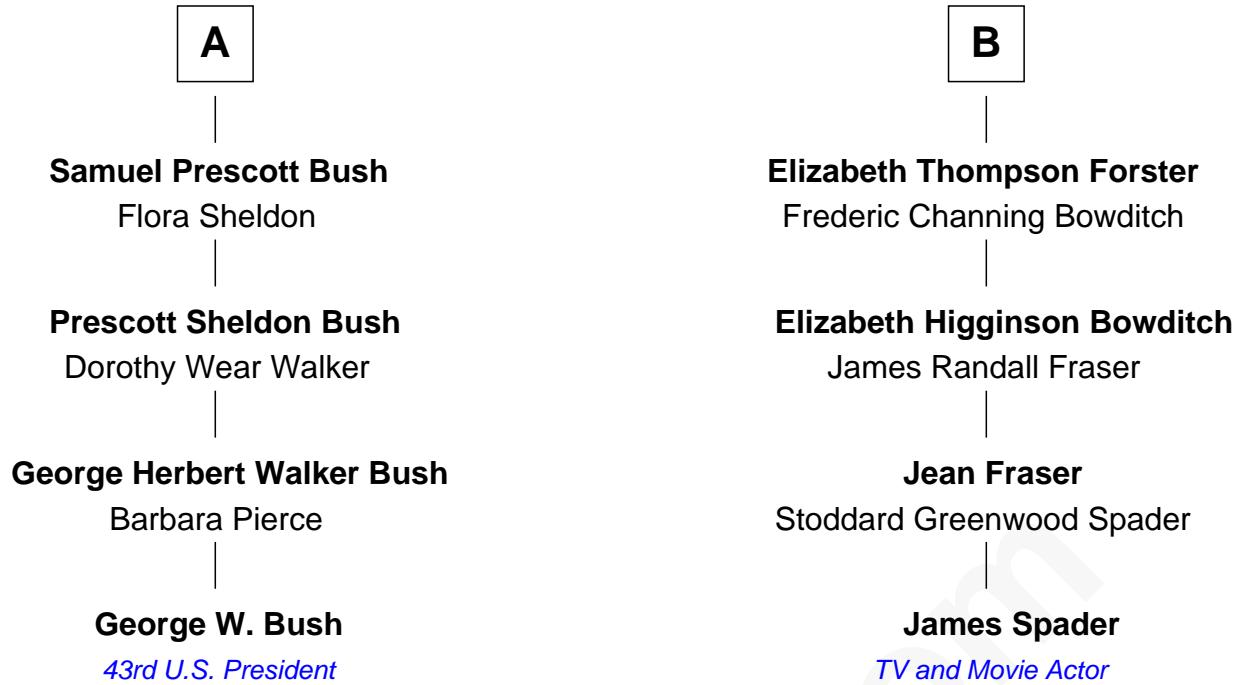 A
Samuel Prescott Bush
Flora Sheldon
Prescott Sheldon Bush
Dorothy Wear Walker
George Herbert Walker Bush
Barbara Pierce
George W. Bush
43rd U.S. President
B
Elizabeth Thompson Forster
Frederic Channing Bowditch
Elizabeth Higginson Bowditch
James Randall Fraser
Jean Fraser
Stoddard Greenwood Spader
James Spader
TV and Movie Actor